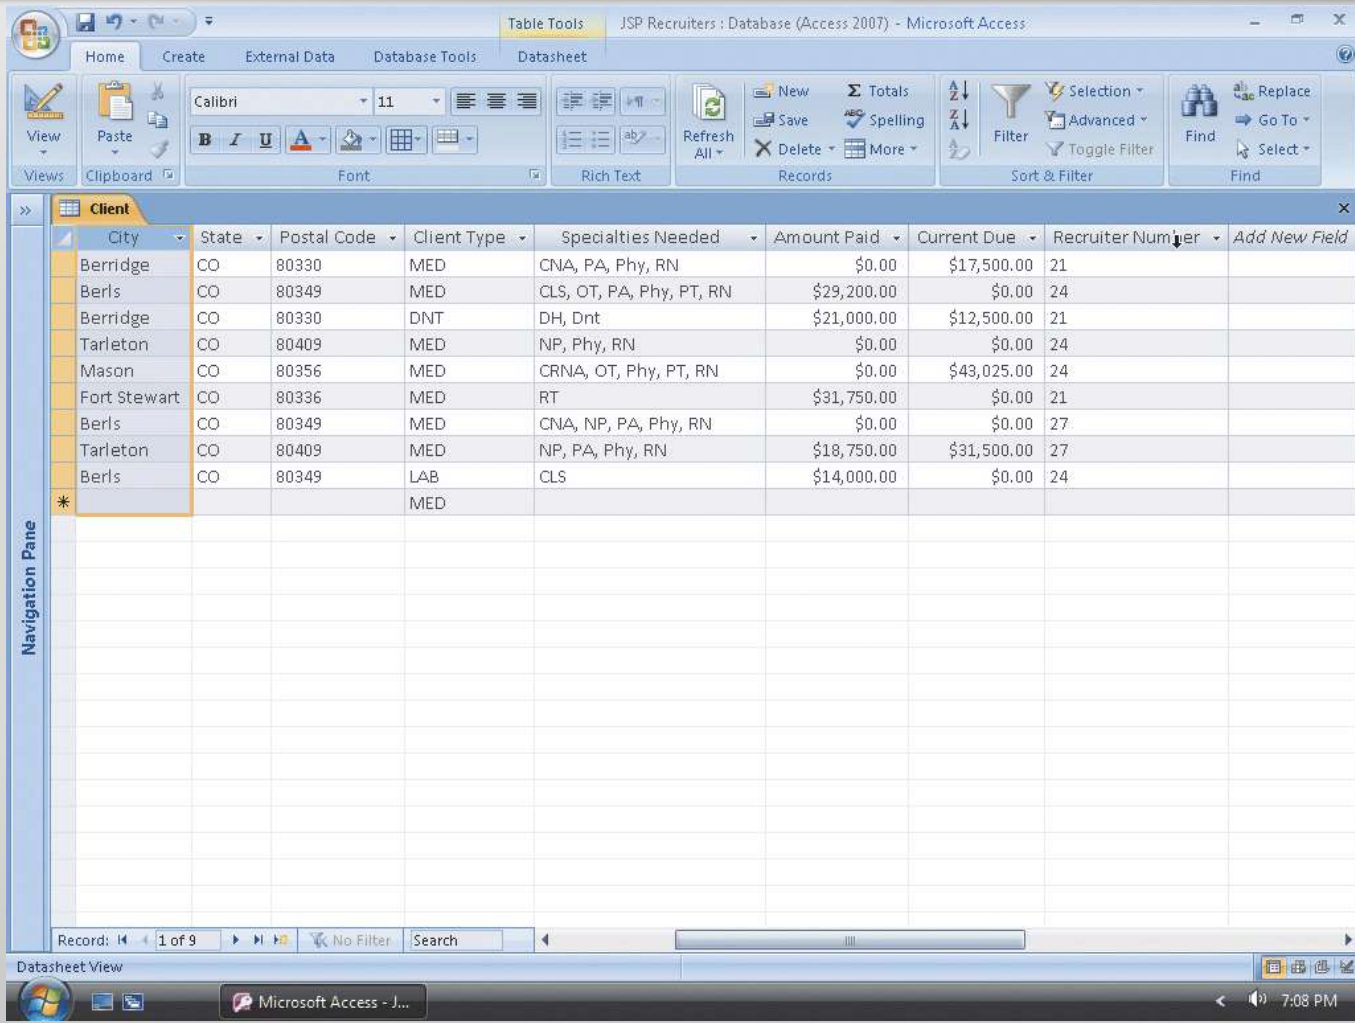 Table Tools JSP Recruiters : Database (Access 2007) - Microsoft Access
Home Create External Data Database Tools Datasheet
Calibri 11
New Totals Selection Replace
Save Spelling Advanced Go To
View Paste B I U Refresh All Delete More Filter Toggle Filter Find Select
Views Clipboard Font Rich Text Records Sort & Filter Find
Client
City State Postal Code Client Type Specialties Needed Amount Paid Current Due Recruiter Number Add New Field
Berridge CO 80330 MED CNA, PA, Phy, RN $0.00 $17,500.00 21
Berls CO 80349 MED CLS, OT, PA, Phy, PT, RN $29,200.00 $0.00 24
Berridge CO 80330 DNT DH, Dnt $21,000.00 $12,500.00 21
Tarleton CO 80409 MED NP, Phy, RN $0.00 $0.00 24
Mason CO 80356 MED CRNA, OT, Phy, PT, RN $0.00 $43,025.00 24
Fort Stewart CO 80336 MED RT $31,750.00 $0.00 21
Berls CO 80349 MED CNA, NP, PA, Phy, RN $0.00 $0.00 27
Tarleton CO 80409 MED NP, PA, Phy, RN $18,750.00 $31,500.00 27
Berls CO 80349 LAB CLS $14,000.00 $0.00 24
MED
Navigation Pane
Record: 1 of 9 No Filter Search
Datasheet View
Microsoft Access - J... 7:08 PM